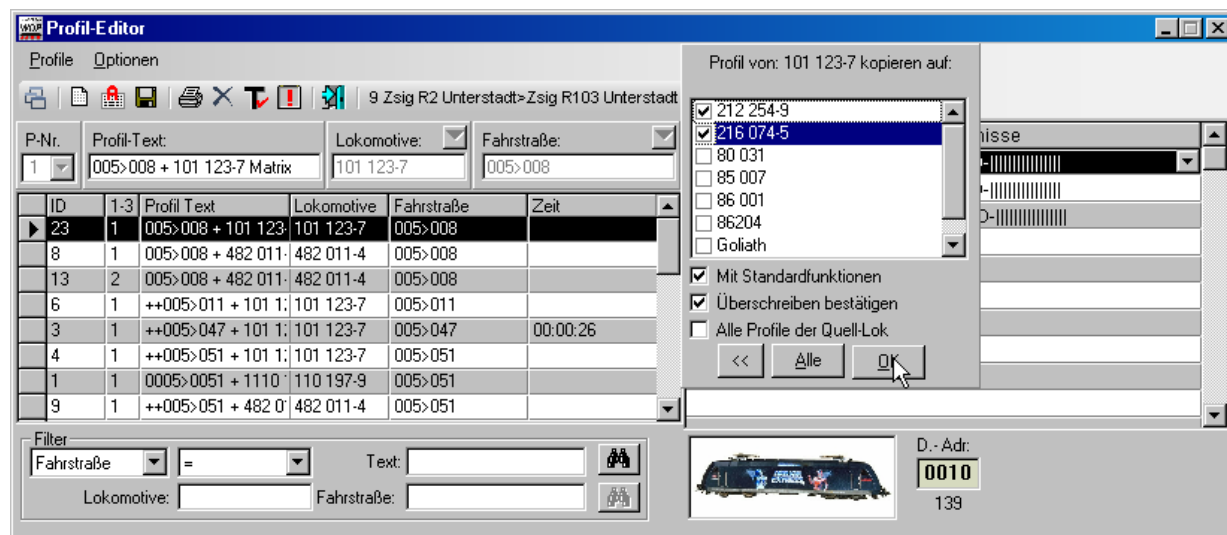 Profil-Editor
Profile Optionen
9 Zsig R2 Unterstadt>Zsig R103 Unterstadt
P-Nr. Profil-Text: Lokomotive: Fahrstraße:
1 005>008 + 101 123-7 Matrix 101 123-7 005>008
ID 1-3 Profil Text Lokomotive Fahrstraße Zeit
23 1 005>008 + 101 123- 101 123-7 005>008
8 1 005>008 + 482 011- 482 011-4 005>008
13 2 005>008 + 482 011- 482 011-4 005>008
6 1 ++005>011 + 101 1 101 123-7 005>011
3 1 ++005>047 + 101 1 101 123-7 005>047 00:00:26
4 1 ++005>051 + 101 1 101 123-7 005>051
1 1 0005>0051 + 1110 110 197-9 005>051
9 1 ++005>051 + 482 0 482 011-4 005>051
Profil von: 101 123-7 kopieren auf:
212 254-9
216 074-5
80 031
85 007
86 001
86204
Goliath
Mit Standardfunktionen
Überschreiben bestätigen
Alle Profile der Quell-Lok
<< Alle OK
nisse
Filter
Fahrstraße = Text:
Lokomotive: Fahrstraße:
D.- Adr:
0010
139